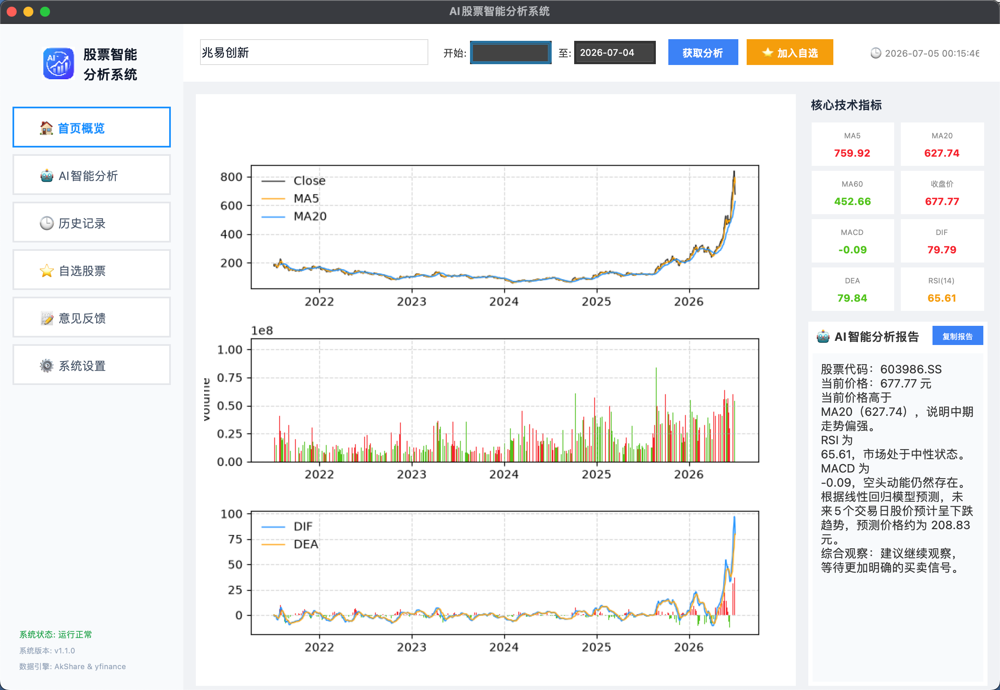 AI股票智能分析系统
股票智能
分析系统
兆易创新
开始:
至:
2026-07-04
获取分析
⭐ 加入自选
🕒 2026-07-05 00:15:46
🏠 首页概览
🤖 AI智能分析
🕒 历史记录
⭐ 自选股票
📝 意见反馈
⚙️ 系统设置
系统状态: 运行正常
系统版本: v1.1.0
数据引擎: AkShare & yfinance
800
600
400
200
Close
MA5
MA20
2022 2023 2024 2025 2026
1e8
1.00
0.75
0.50
0.25
0.00
volume
2022 2023 2024 2025 2026
100
75
50
25
0
DIF
DEA
2022 2023 2024 2025 2026
核心技术指标
MA5
759.92
MA20
627.74
MA60
452.66
收盘价
677.77
MACD
-0.09
DIF
79.79
DEA
79.84
RSI(14)
65.61
🤖 AI智能分析报告
复制报告
股票代码：603986.SS
当前价格：677.77 元
当前价格高于
MA20（627.74），说明中期
走势偏强。
RSI 为
65.61，市场处于中性状态。
MACD 为
-0.09，空头动能仍然存在。
根据线性回归模型预测，未
来5个交易日股价预计呈下跌
趋势，预测价格约为 208.83
元。
综合观察：建议继续观察，
等待更加明确的买卖信号。